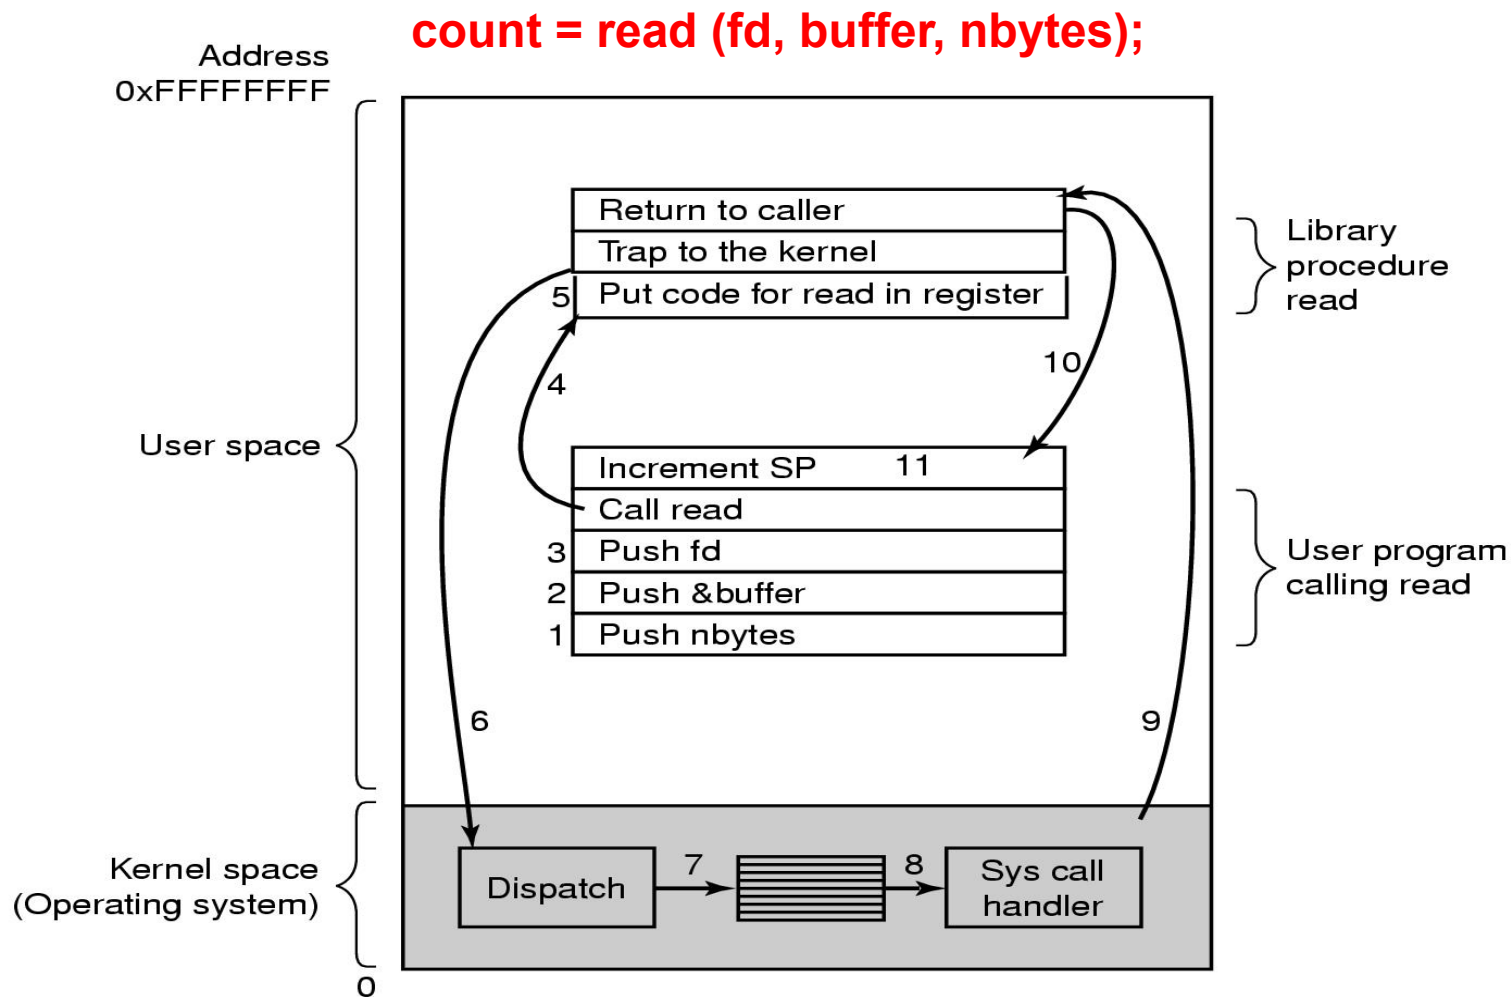 count = read (fd, buffer, nbytes);
Address
0xFFFFFFFF
Return to caller
Trap to the kernel
5 Put code for read in register
Library
procedure
read
4
10
User space
Increment SP 11
Call read
3 Push fd
2 Push &buffer
1 Push nbytes
User program
calling read
6
9
Kernel space
(Operating system)
Dispatch
7
8
Sys call
handler
0